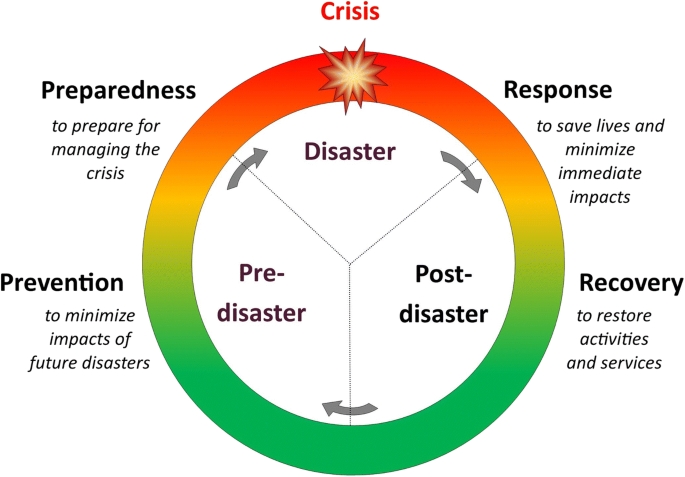 Crisis
Preparedness
to prepare for
managing the
crisis
Response
to save lives and
minimize
immediate
impacts
Disaster
Pre-
disaster
Post-
disaster
Prevention
to minimize
impacts of
future disasters
Recovery
to restore
activities
and services